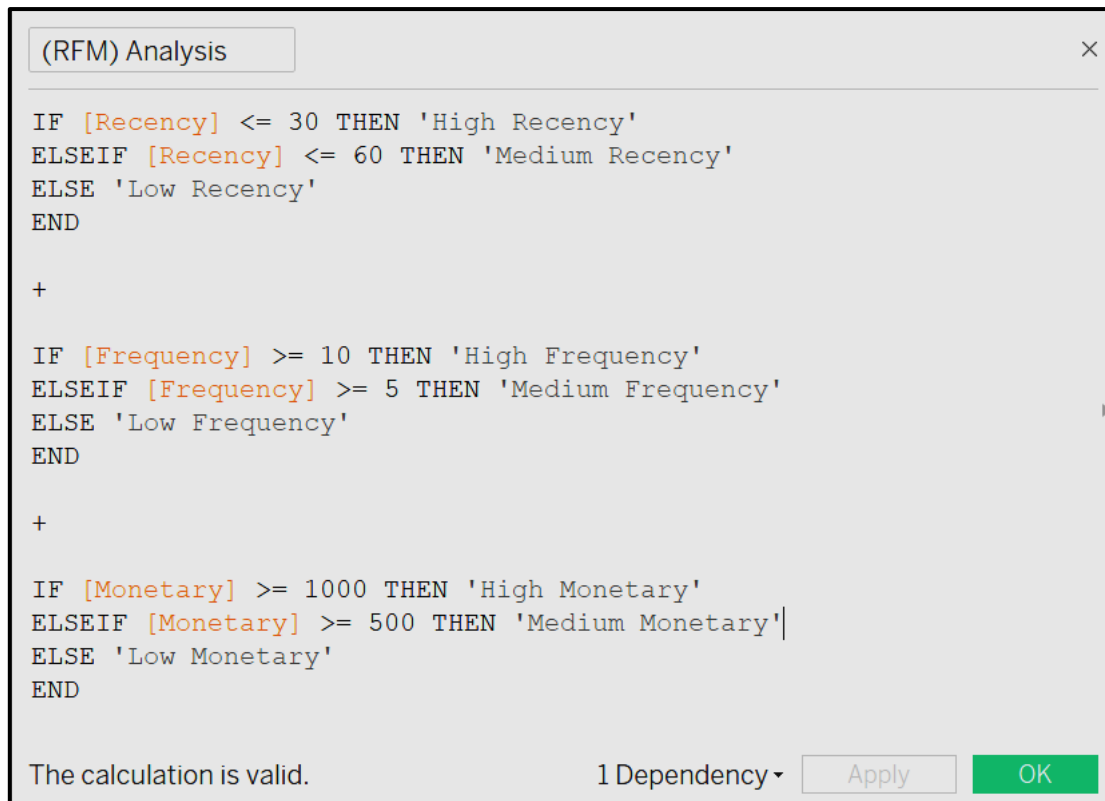 (RFM) Analysis
IF [Recency] <= 30 THEN 'High Recency'
ELSEIF [Recency] <= 60 THEN 'Medium Recency'
ELSE 'Low Recency'
END
+
IF [Frequency] >= 10 THEN 'High Frequency'
ELSEIF [Frequency] >= 5 THEN 'Medium Frequency'
ELSE 'Low Frequency'
END
+
IF [Monetary] >= 1000 THEN 'High Monetary'
ELSEIF [Monetary] >= 500 THEN 'Medium Monetary'
ELSE 'Low Monetary'
END
The calculation is valid. 1 Dependency Apply OK